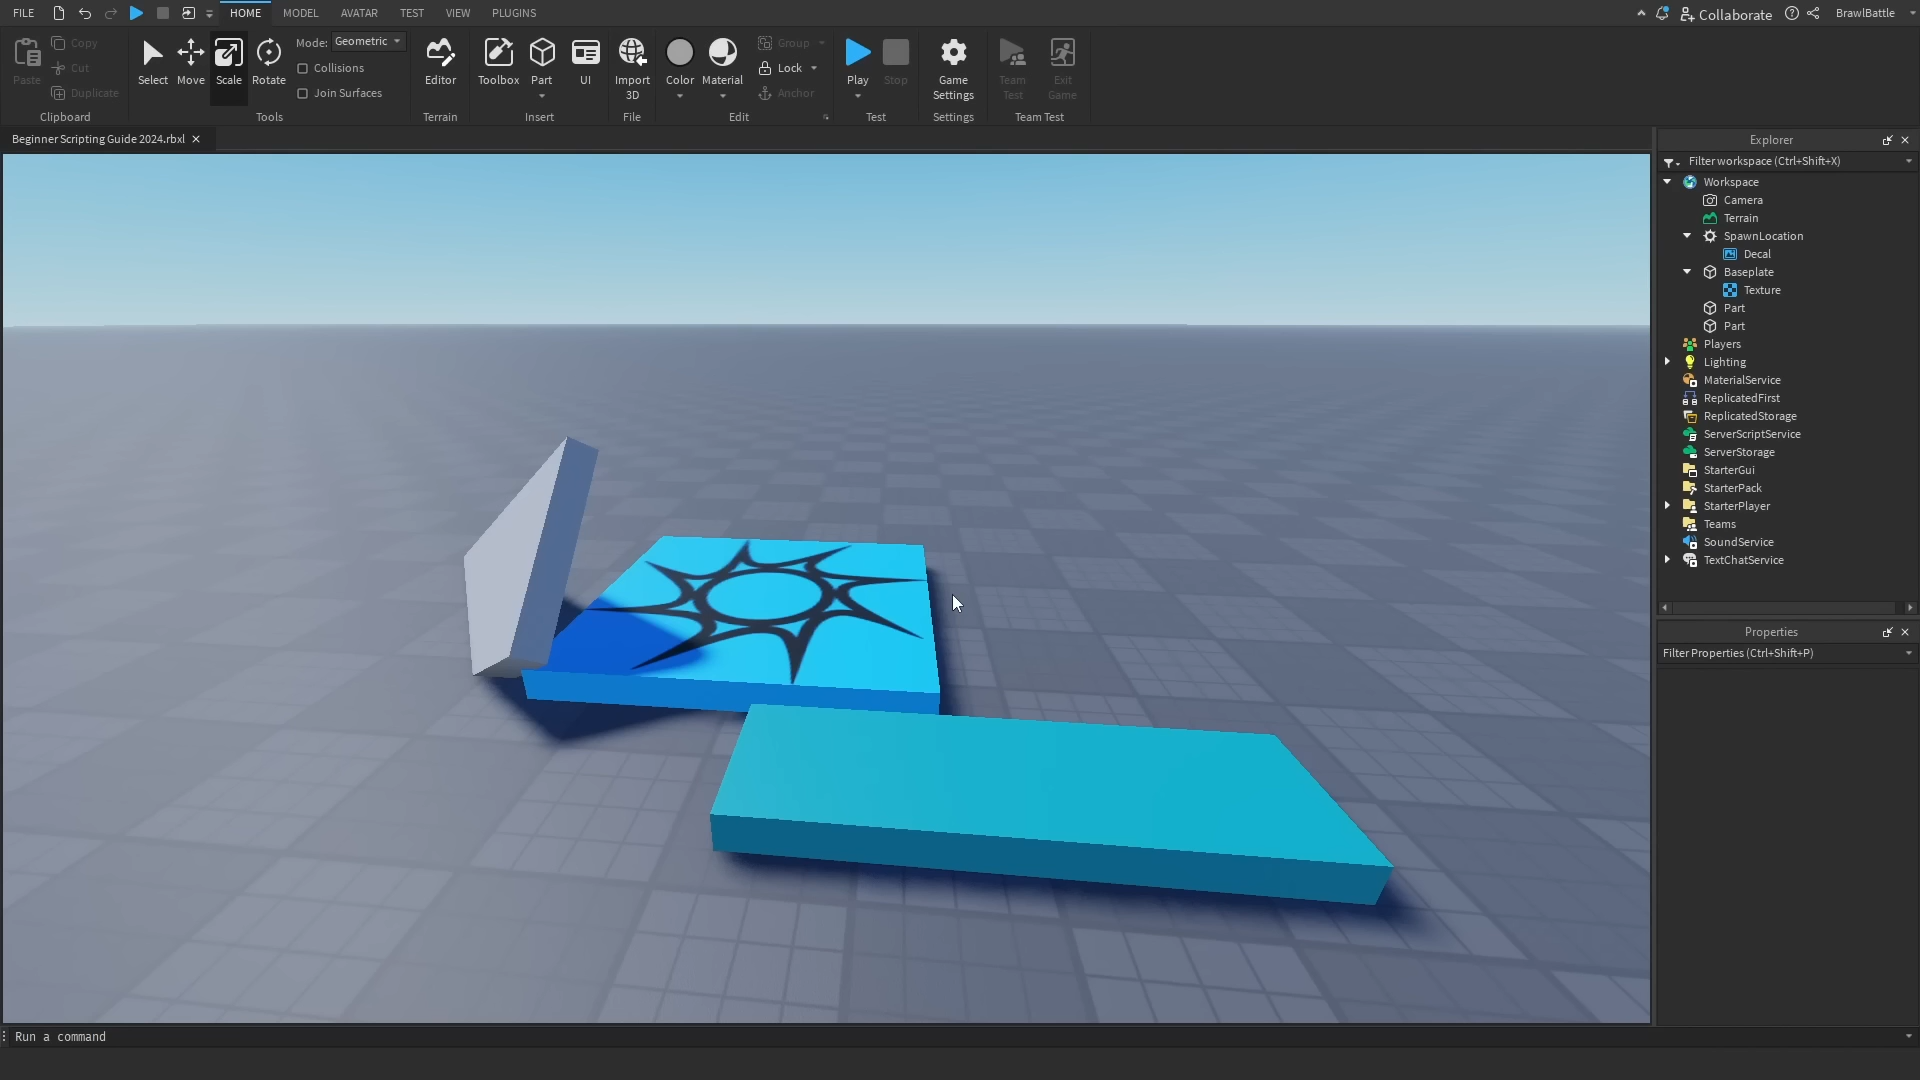 FILE HOME MODEL AVATAR TEST VIEW PLUGINS Collaborate BrawlBattle
Paste
Copy
Cut
Duplicate
Clipboard
Select Move Scale Rotate
Mode: Geometric
Collisions
Join Surfaces
Tools
Editor
Terrain
Toolbox Part UI
Insert
Import
3D
File
Color Material
Group
Lock
Anchor
Edit
Play Stop
Test
Game
Settings
Settings
Team
Test
Exit
Game
Team Test
Beginner Scripting Guide 2024.rbxl
Explorer
Filter workspace (Ctrl+Shift+X)
Workspace
Camera
Terrain
SpawnLocation
Decal
Baseplate
Texture
Part
Part
Players
Lighting
MaterialService
ReplicatedFirst
ReplicatedStorage
ServerScriptService
ServerStorage
StarterGui
StarterPack
StarterPlayer
Teams
SoundService
TextChatService
Properties
Filter Properties (Ctrl+Shift+P)
Run a command